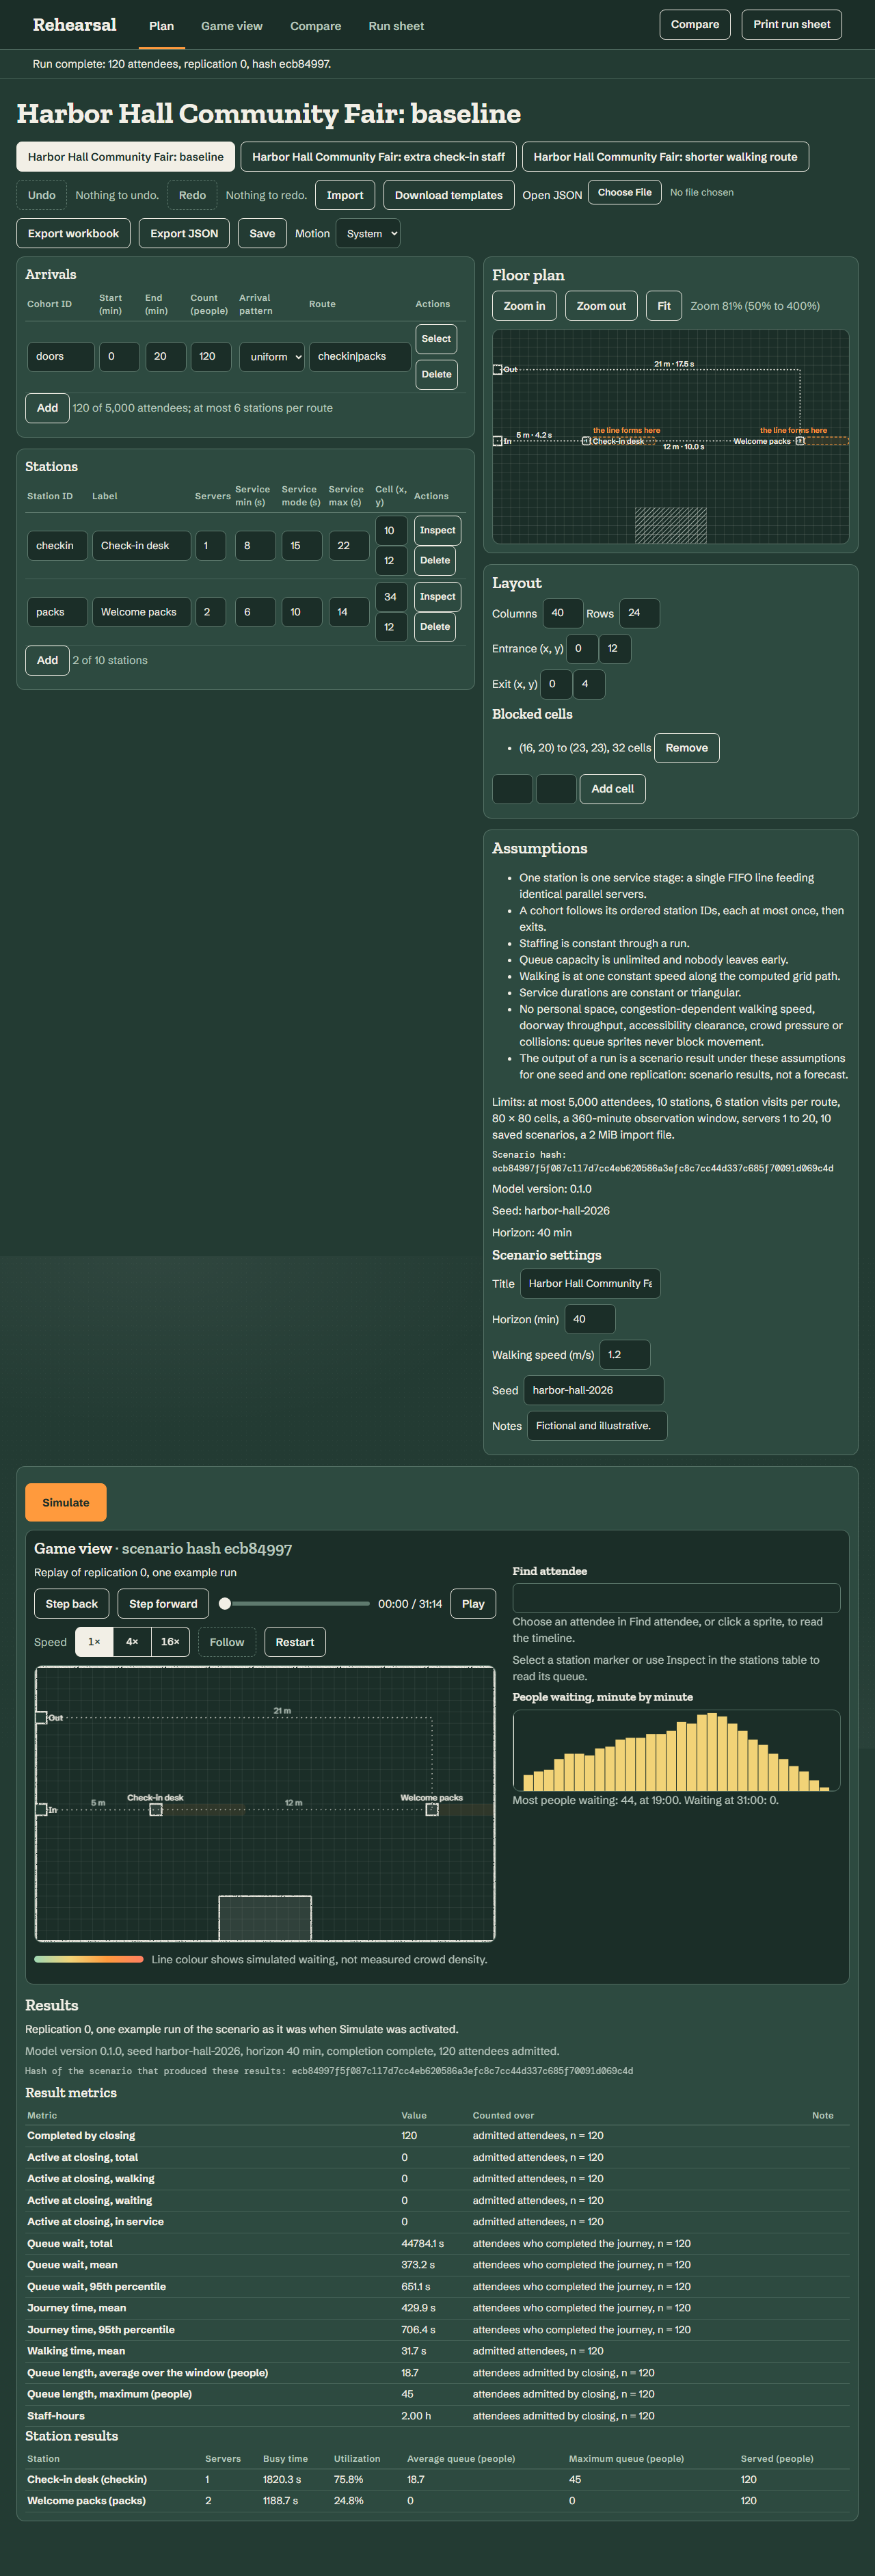 Rehearsal Plan Game view Compare Run sheet Compare Print run sheet
Run complete: 120 attendees, replication 0, hash ecb84997.
Harbor Hall Community Fair: baseline
Harbor Hall Community Fair: baseline Harbor Hall Community Fair: extra check-in staff Harbor Hall Community Fair: shorter walking route
Undo Nothing to undo. Redo Nothing to redo. Import Download templates Open JSON Choose File No file chosen
Export workbook Export JSON Save Motion System
Arrivals
Cohort ID Start (min) End (min) Count (people) Arrival pattern Route Actions
doors 0 20 120 uniform checkin|packs Select
Delete
Add 120 of 5,000 attendees; at most 6 stations per route
Stations
Station ID Label Servers Service min (s) Service mode (s) Service max (s) Cell (x, y) Actions
checkin Check-in desk 1 8 15 22 10 12 Inspect Delete
packs Welcome packs 2 6 10 14 34 12 Inspect Delete
Add 2 of 10 stations
Floor plan
Zoom in Zoom out Fit Zoom 81% (50% to 400%)
21 m · 17.5 s
Out
the line forms here the line forms here
5 m · 4.2 s
In Check-in desk Welcome packs
12 m · 10.0 s
Layout
Columns 40 Rows 24
Entrance (x, y) 0 12
Exit (x, y) 0 4
Blocked cells
• (16, 20) to (23, 23), 32 cells Remove
Add cell
Assumptions
• One station is one service stage: a single FIFO line feeding
identical parallel servers.
• A cohort follows its ordered station IDs, each at most once, then
exits.
• Staffing is constant through a run.
• Queue capacity is unlimited and nobody leaves early.
• Walking is at one constant speed along the computed grid path.
• Service durations are constant or triangular.
• No personal space, congestion-dependent walking speed,
doorway throughput, accessibility clearance, crowd pressure or
collisions: queue sprites never block movement.
• The output of a run is a scenario result under these assumptions
for one seed and one replication: scenario results, not a forecast.
Limits: at most 5,000 attendees, 10 stations, 6 station visits per route,
80 × 80 cells, a 360-minute observation window, servers 1 to 20, 10
saved scenarios, a 2 MiB import file.
Scenario hash:
ecb84997f5f087c117d7cc4eb620586a3efc8c7cc44d337c685f70091d069c4d
Model version: 0.1.0
Seed: harbor-hall-2026
Horizon: 40 min
Scenario settings
Title Harbor Hall Community Fa
Horizon (min) 40
Walking speed (m/s) 1.2
Seed harbor-hall-2026
Notes Fictional and illustrative.
Simulate
Game view · scenario hash ecb84997
Replay of replication 0, one example run
Step back Step forward 00:00 / 31:14 Play
Speed 1× 4× 16× Follow Restart
21 m
Out
5 m Check-in desk 12 m Welcome packs
In
Line colour shows simulated waiting, not measured crowd density.
Find attendee
Choose an attendee in Find attendee, or click a sprite, to read
the timeline.
Select a station marker or use Inspect in the stations table to
read its queue.
People waiting, minute by minute
Most people waiting: 44, at 19:00. Waiting at 31:00: 0.
Results
Replication 0, one example run of the scenario as it was when Simulate was activated.
Model version 0.1.0, seed harbor-hall-2026, horizon 40 min, completion complete, 120 attendees admitted.
Hash of the scenario that produced these results: ecb84997f5f087c117d7cc4eb620586a3efc8c7cc44d337c685f70091d069c4d
Result metrics
Metric Value Counted over Note
Completed by closing 120 admitted attendees, n = 120
Active at closing, total 0 admitted attendees, n = 120
Active at closing, walking 0 admitted attendees, n = 120
Active at closing, waiting 0 admitted attendees, n = 120
Active at closing, in service 0 admitted attendees, n = 120
Queue wait, total 44784.1 s attendees who completed the journey, n = 120
Queue wait, mean 373.2 s attendees who completed the journey, n = 120
Queue wait, 95th percentile 651.1 s attendees who completed the journey, n = 120
Journey time, mean 429.9 s attendees who completed the journey, n = 120
Journey time, 95th percentile 706.4 s attendees who completed the journey, n = 120
Walking time, mean 31.7 s admitted attendees, n = 120
Queue length, average over the window (people) 18.7 attendees admitted by closing, n = 120
Queue length, maximum (people) 45 attendees admitted by closing, n = 120
Staff-hours 2.00 h attendees admitted by closing, n = 120
Station results
Station Servers Busy time Utilization Average queue (people) Maximum queue (people) Served (people)
Check-in desk (checkin) 1 1820.3 s 75.8% 18.7 45 120
Welcome packs (packs) 2 1188.7 s 24.8% 0 0 120